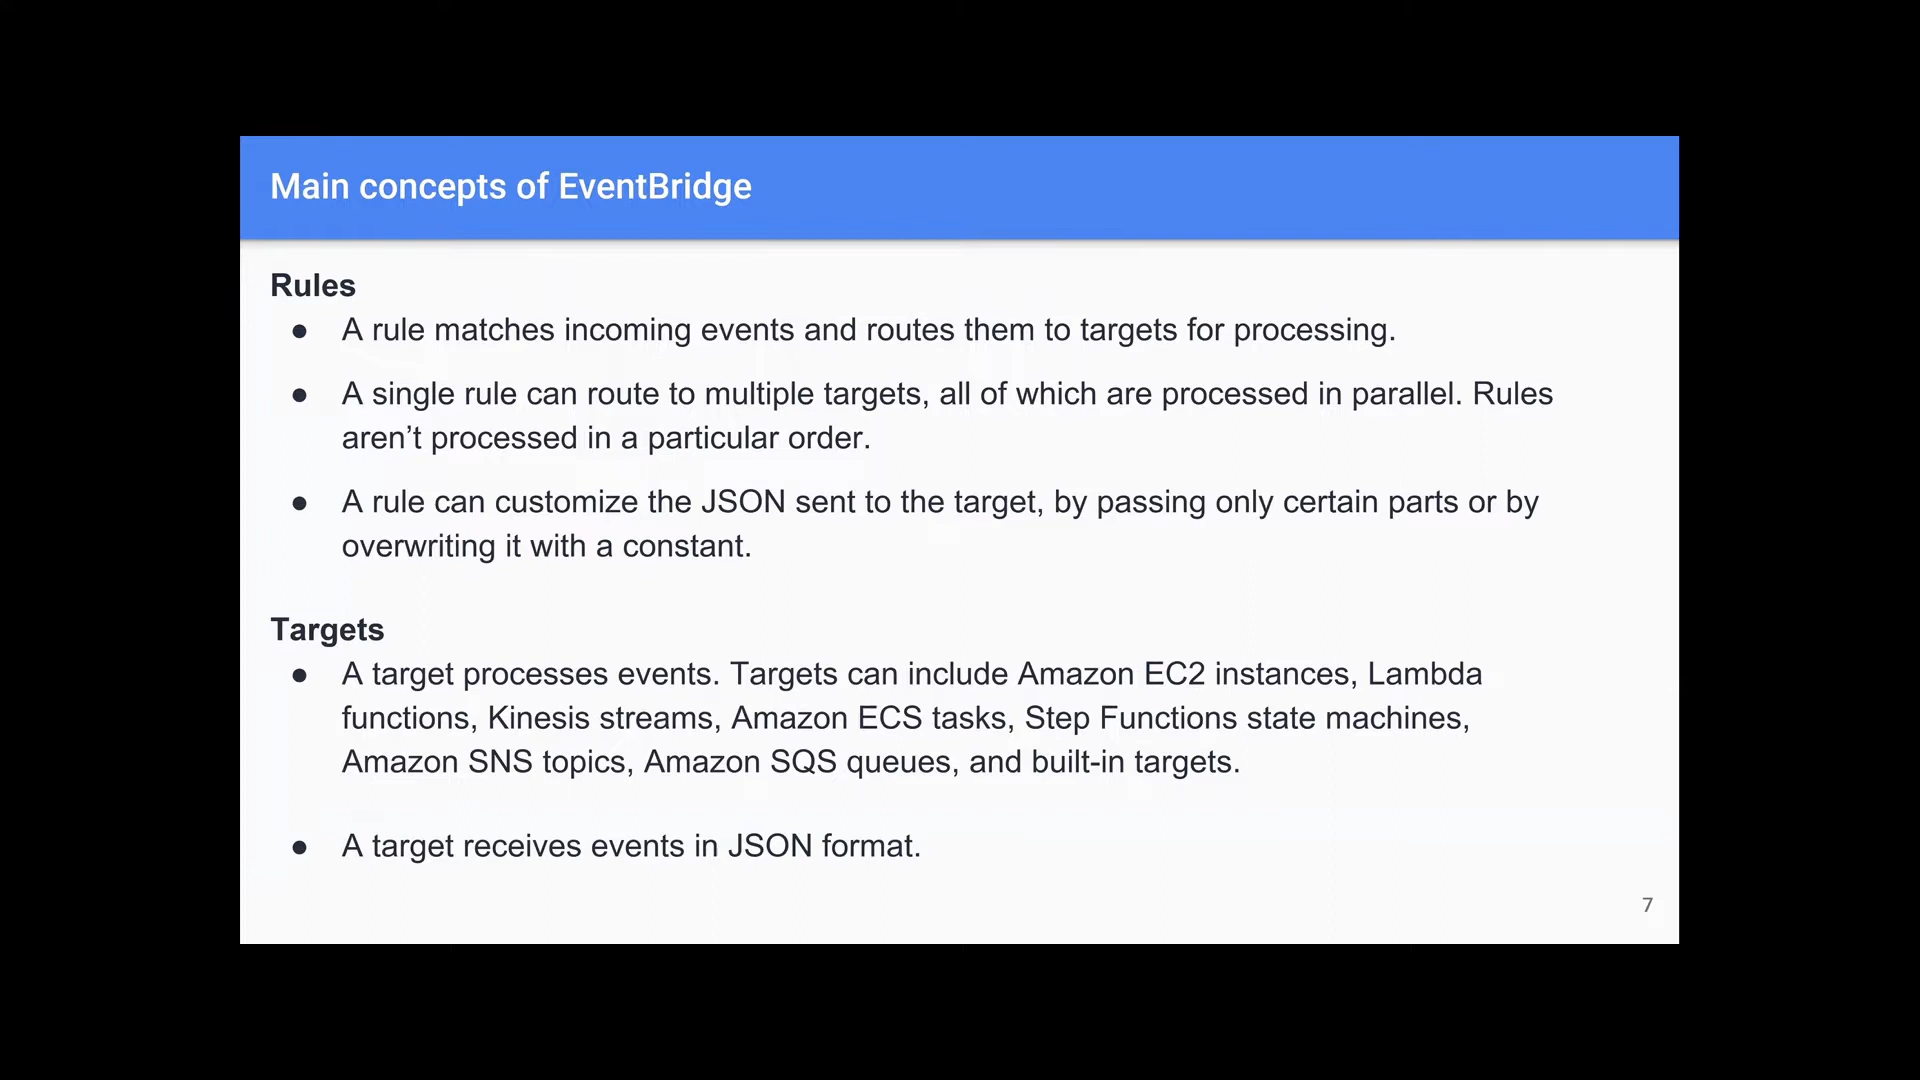 Main concepts of EventBridge
Rules
● A rule matches incoming events and routes them to targets for processing.
● A single rule can route to multiple targets, all of which are processed in parallel. Rules
aren’t processed in a particular order.
● A rule can customize the JSON sent to the target, by passing only certain parts or by
overwriting it with a constant.
Targets
● A target processes events. Targets can include Amazon EC2 instances, Lambda
functions, Kinesis streams, Amazon ECS tasks, Step Functions state machines,
Amazon SNS topics, Amazon SQS queues, and built-in targets.
● A target receives events in JSON format.
7